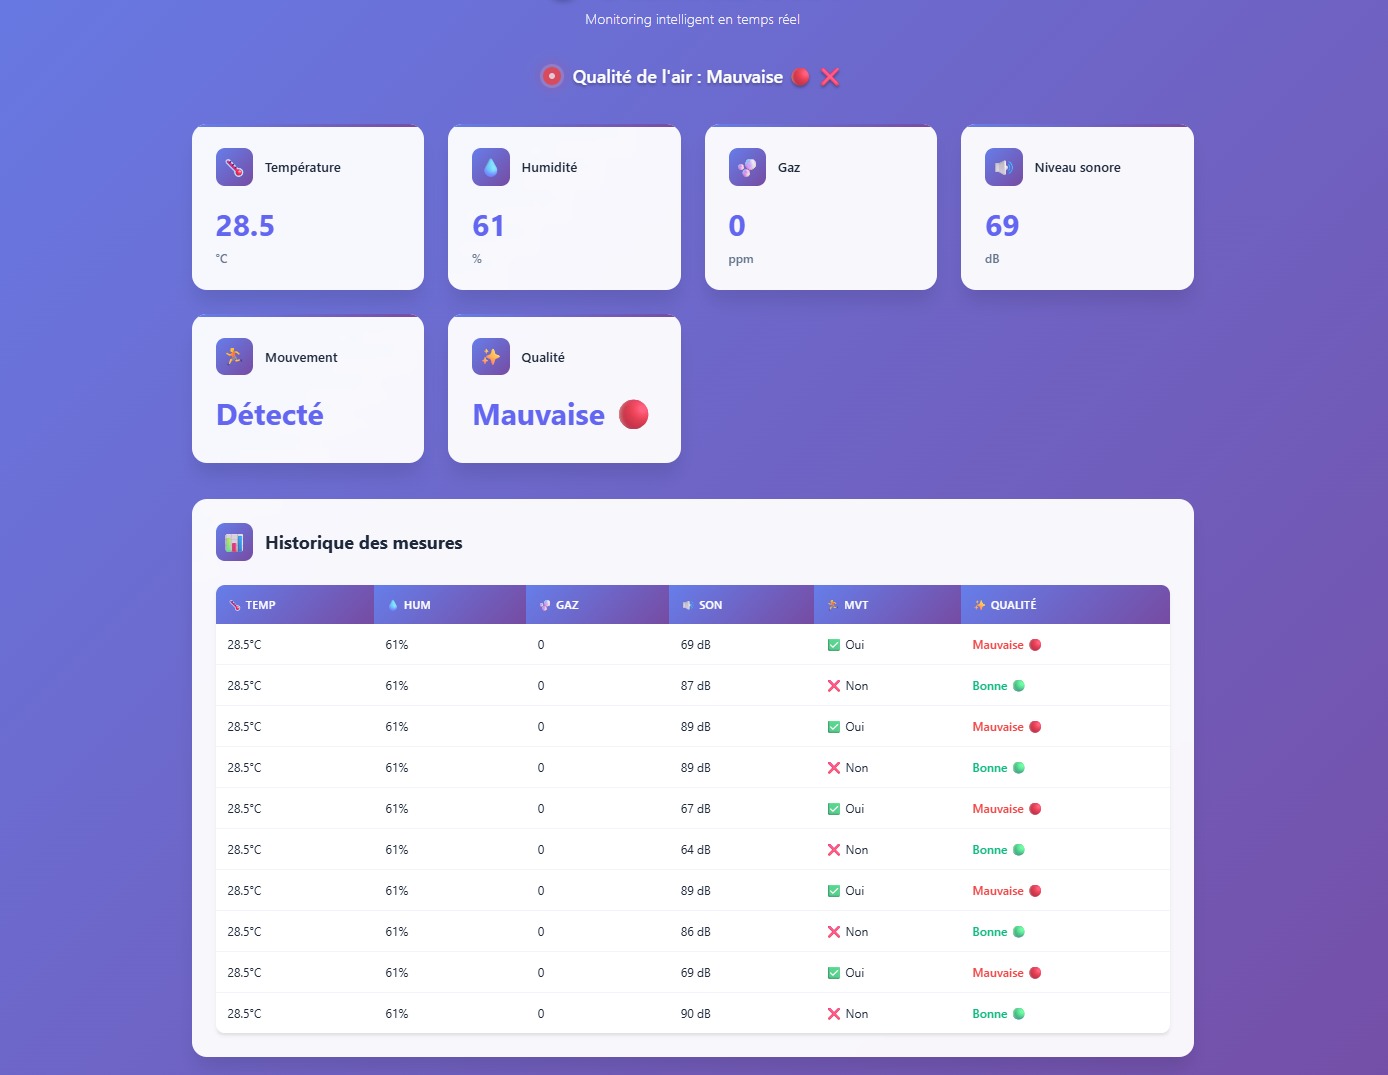 Monitoring intelligent en temps réel
Qualité de l'air : Mauvaise 🔴 ❌
Température
28.5
°C
Humidité
61
%
Gaz
0
ppm
Niveau sonore
69
dB
Mouvement
Détecté
Qualité
Mauvaise 🔴
Historique des mesures
TEMP HUM GAZ SON MVT QUALITÉ
28.5°C 61% 0 69 dB ✅ Oui Mauvaise 🔴
28.5°C 61% 0 87 dB ❌ Non Bonne 🟢
28.5°C 61% 0 89 dB ✅ Oui Mauvaise 🔴
28.5°C 61% 0 89 dB ❌ Non Bonne 🟢
28.5°C 61% 0 67 dB ✅ Oui Mauvaise 🔴
28.5°C 61% 0 64 dB ❌ Non Bonne 🟢
28.5°C 61% 0 89 dB ✅ Oui Mauvaise 🔴
28.5°C 61% 0 86 dB ❌ Non Bonne 🟢
28.5°C 61% 0 69 dB ✅ Oui Mauvaise 🔴
28.5°C 61% 0 90 dB ❌ Non Bonne 🟢